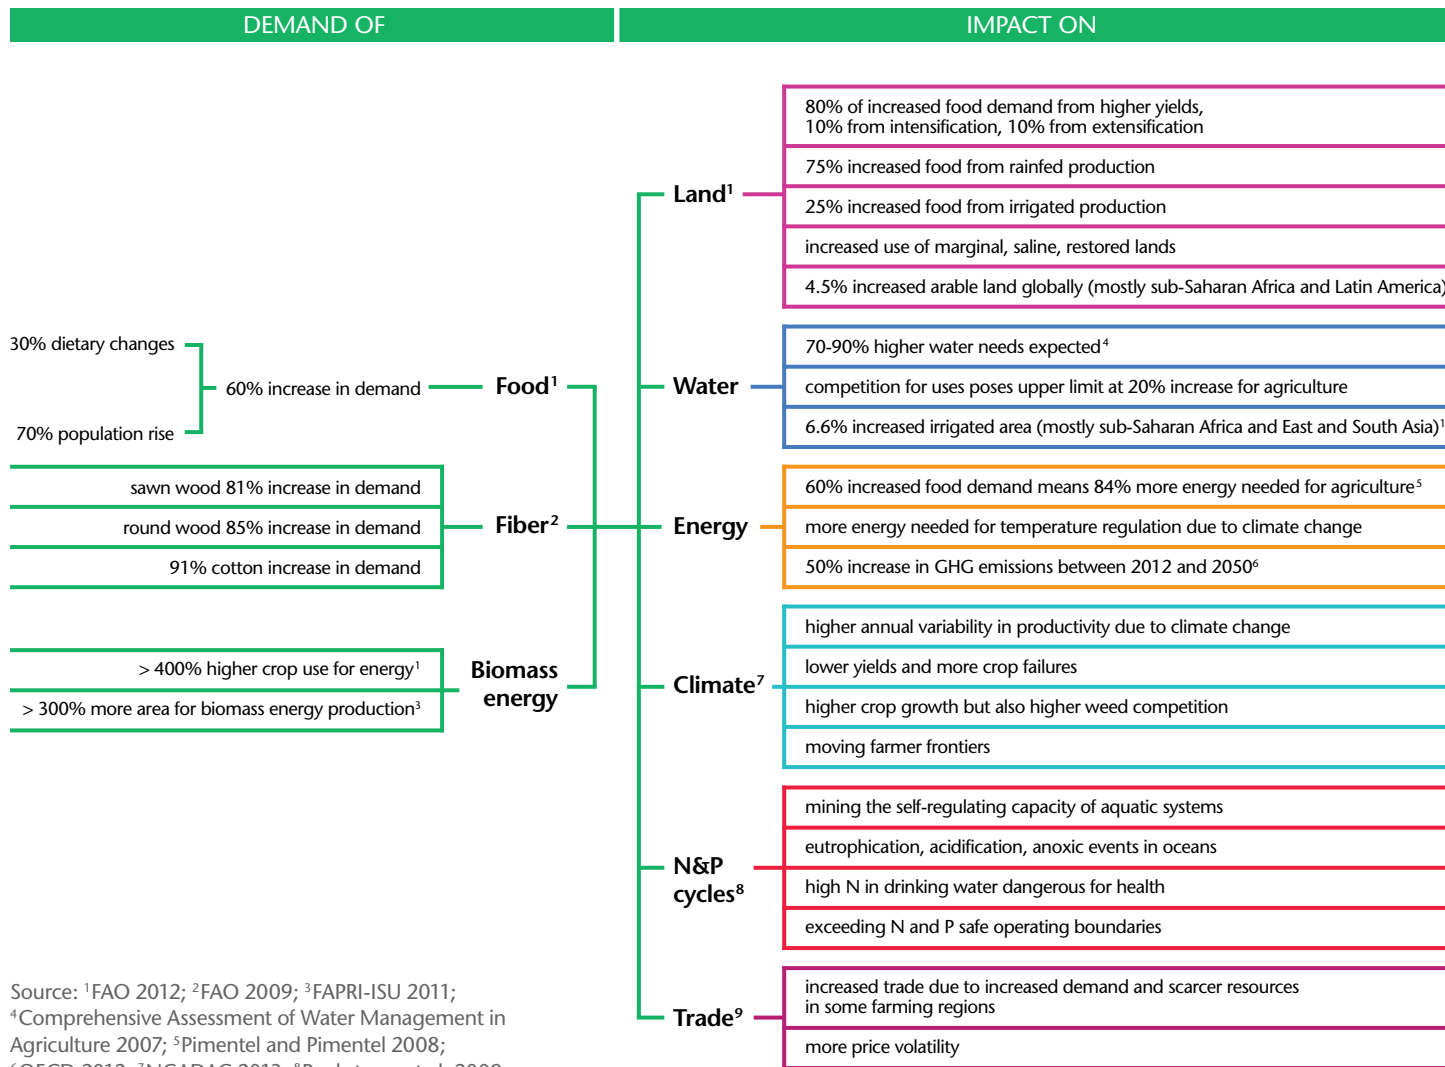 DEMAND OF
IMPACT ON
30% dietary changes
70% population rise
60% increase in demand
Food¹
sawn wood 81% increase in demand
round wood 85% increase in demand
91% cotton increase in demand
Fiber²
> 400% higher crop use for energy¹
> 300% more area for biomass energy production³
Biomass
energy
Land¹
80% of increased food demand from higher yields,
10% from intensification, 10% from extensification
75% increased food from rainfed production
25% increased food from irrigated production
increased use of marginal, saline, restored lands
4.5% increased arable land globally (mostly sub-Saharan Africa and Latin America)
Water
70-90% higher water needs expected⁴
competition for uses poses upper limit at 20% increase for agriculture
6.6% increased irrigated area (mostly sub-Saharan Africa and East and South Asia)¹
Energy
60% increased food demand means 84% more energy needed for agriculture⁵
more energy needed for temperature regulation due to climate change
50% increase in GHG emissions between 2012 and 2050⁶
Climate⁷
higher annual variability in productivity due to climate change
lower yields and more crop failures
higher crop growth but also higher weed competition
moving farmer frontiers
N&P
cycles⁸
mining the self-regulating capacity of aquatic systems
eutrophication, acidification, anoxic events in oceans
high N in drinking water dangerous for health
exceeding N and P safe operating boundaries
Trade⁹
increased trade due to increased demand and scarcer resources
in some farming regions
more price volatility
Source: ¹FAO 2012; ²FAO 2009; ³FAPRI-ISU 2011;
⁴Comprehensive Assessment of Water Management in
Agriculture 2007; ⁵Pimentel and Pimentel 2008;